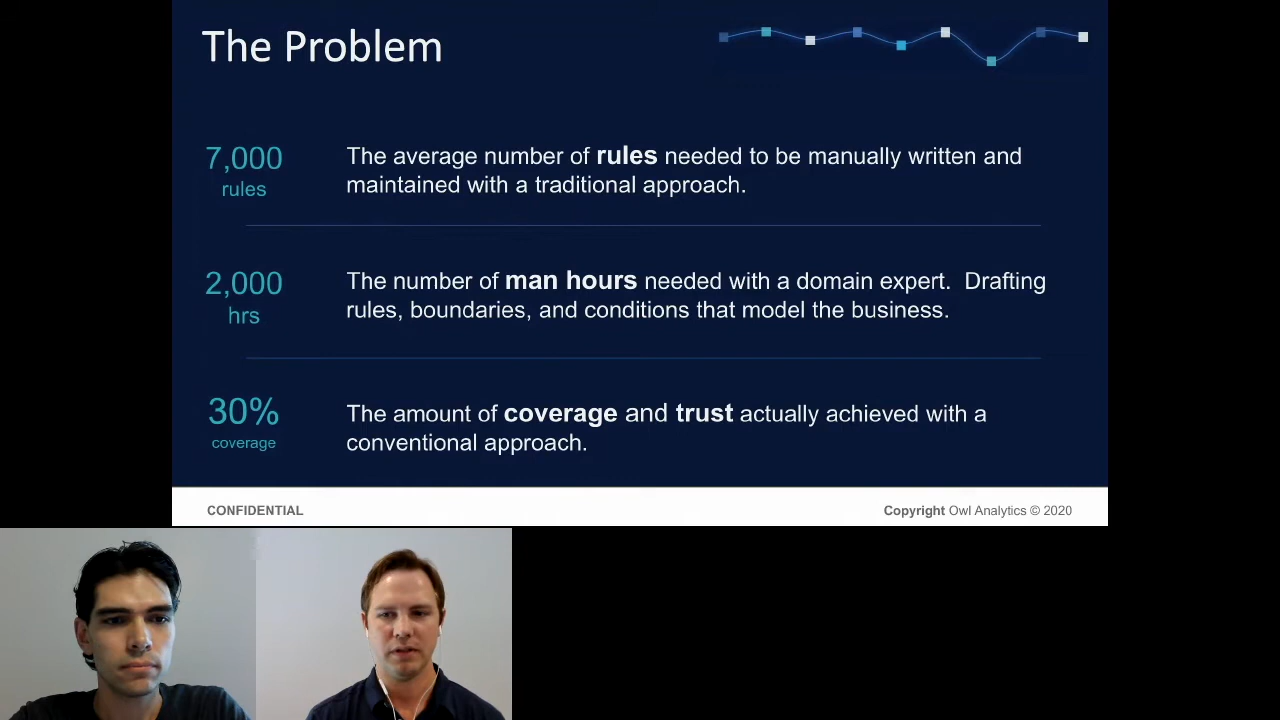 The Problem
7,000
rules
The average number of rules needed to be manually written and
maintained with a traditional approach.
2,000
hrs
The number of man hours needed with a domain expert.  Drafting
rules, boundaries, and conditions that model the business.
30%
coverage
The amount of coverage and trust actually achieved with a
conventional approach.
CONFIDENTIAL
Copyright Owl Analytics © 2020